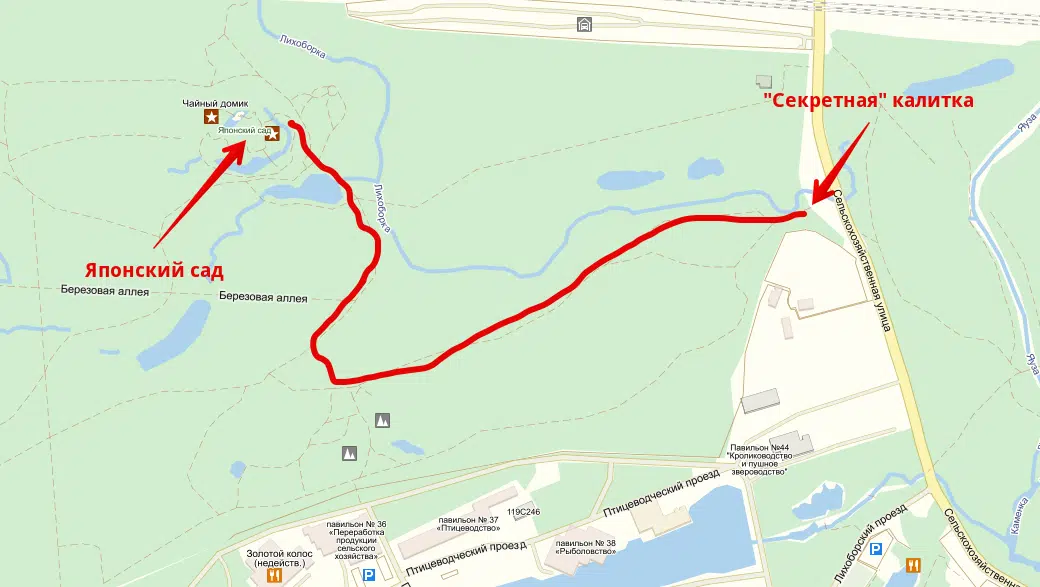 Лихоборка
Чайный домик
"Секретная" калитка
Яуза
Японский сад
Лихоборка
Сельскохозяйственная улица
Японский сад
Березовая аллея
Березовая аллея
Яуза
Павильон №44
"Кролиководство
и пушное
звероводство"
Птицеводческий проезд
119С246
Каменка
павильон № 36
«Переработка
продукции
сельского
хозяйства»
павильон № 37
«Птицеводство»
павильон № 38
«Рыболовство»
Золотой колос
(недейств.)
Птицеводческий проезд
Лихоборский проезд
Сельскохозяйственная
P
P